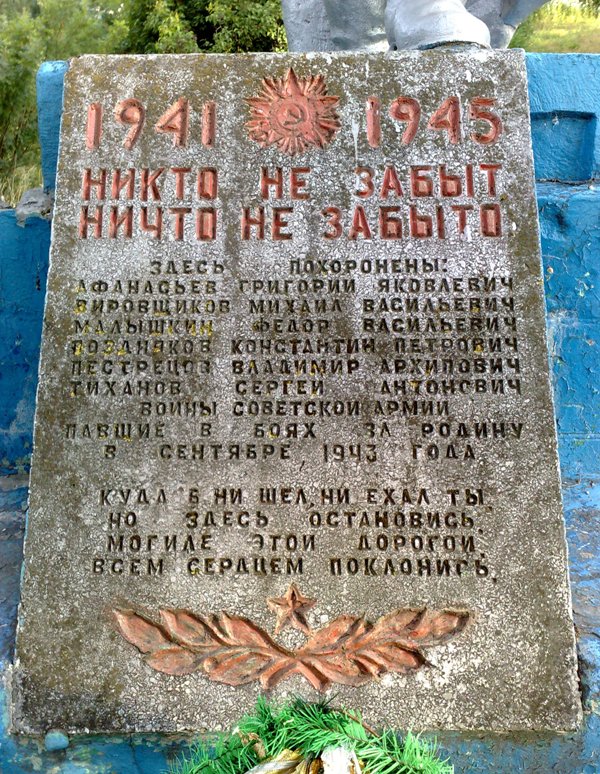 1941 1945
НИКТО НЕ ЗАБЫТ,
НИЧТО НЕ ЗАБЫТО
ЗДЕСЬ ПОХОРОНЕНЫ:
АФАНАСЬЕВ ГРИГОРИЙ ЯКОВЛЕВИЧ
ВИРОВЩИКОВ МИХАИЛ ВАСИЛЬЕВИЧ
МАЛЫШКИН ФЕДОР ВАСИЛЬЕВИЧ
ПОЗДНЯКОВ КОНСТАНТИН ПЕТРОВИЧ
ПЕСТРЕЦОВ ВЛАДИМИР АРХИПОВИЧ
ТИХАНОВ СЕРГЕЙ АНТОНОВИЧ
ВОИНЫ СОВЕТСКОЙ АРМИИ
ПАВШИЕ В БОЯХ ЗА РОДИНУ
В СЕНТЯБРЕ, 1943 ГОДА
КУДА Б НИ ШЕЛ, НИ ЕХАЛ ТЫ,
НО ЗДЕСЬ ОСТАНОВИСЬ,
МОГИЛЕ ЭТОЙ ДОРОГОЙ,
ВСЕМ СЕРДЦЕМ ПОКЛОНИСЬ,